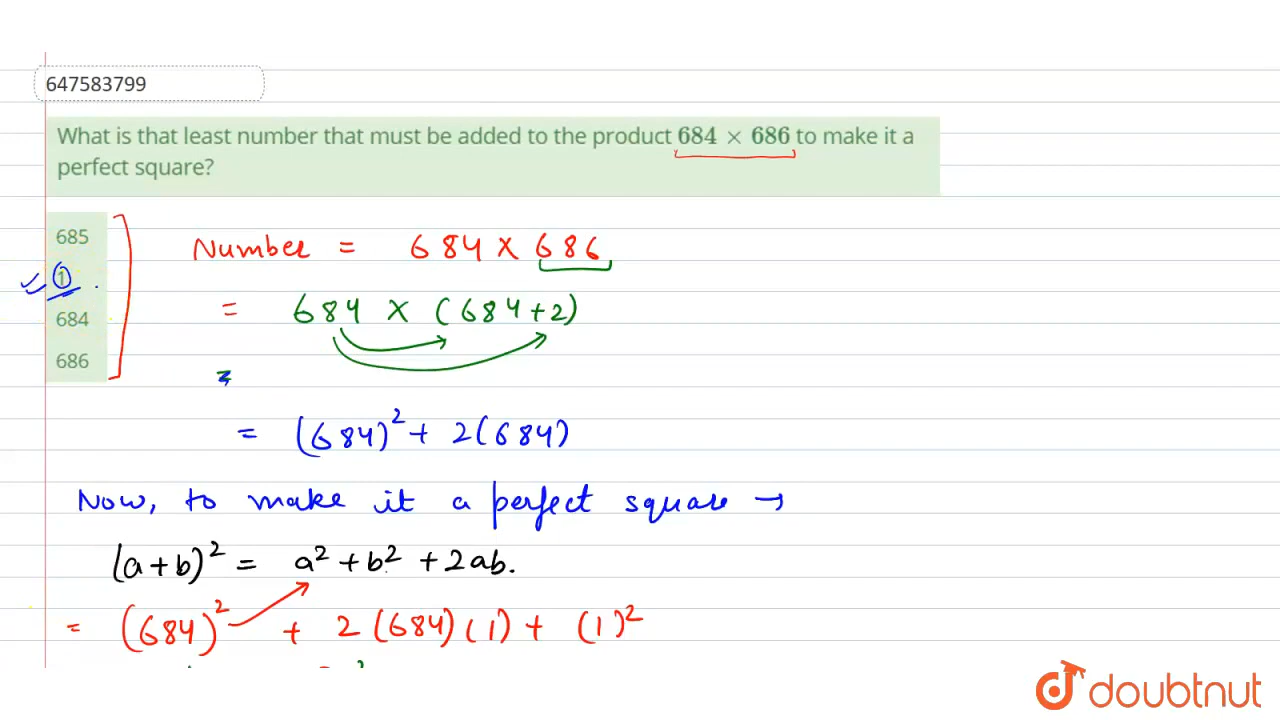 647583799
What is that least number that must be added to the product 684 × 686 to make it a
perfect square?
685
1
684
686
Number = 684 × 686
= 684 × (684+2)
=
= (684)² + 2(684)
Now, to make it a perfect square →
(a+b)² = a² + b² + 2ab.
= (684)² + 2(684)(1) + (1)²
doubtnut